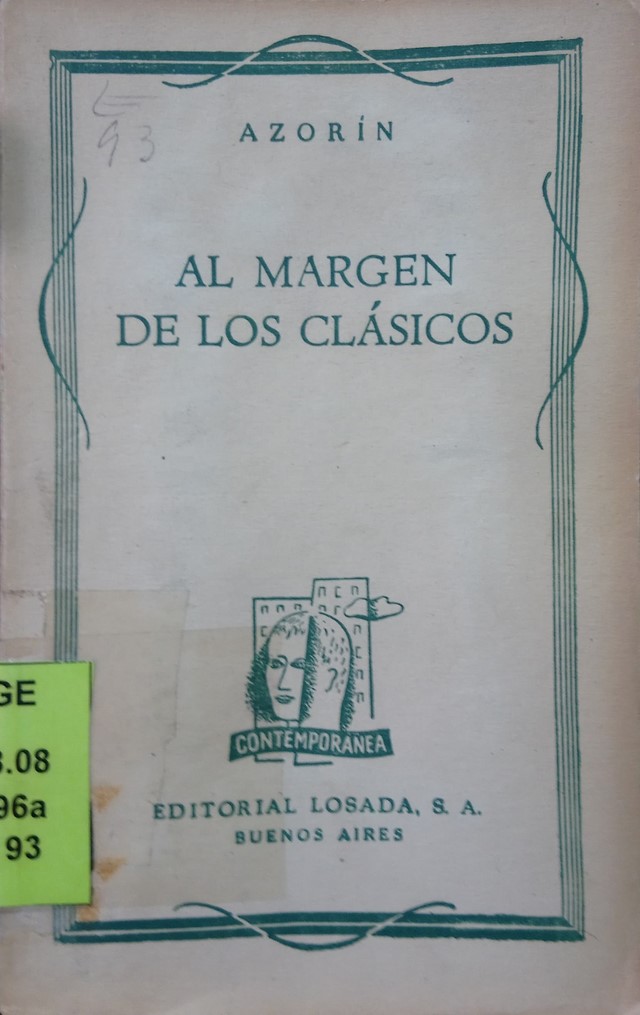 93
AZORÍN
AL MARGEN
DE LOS CLÁSICOS
CONTEMPORANEA
EDITORIAL LOSADA, S. A.
BUENOS AIRES
GE
.08
96a
93